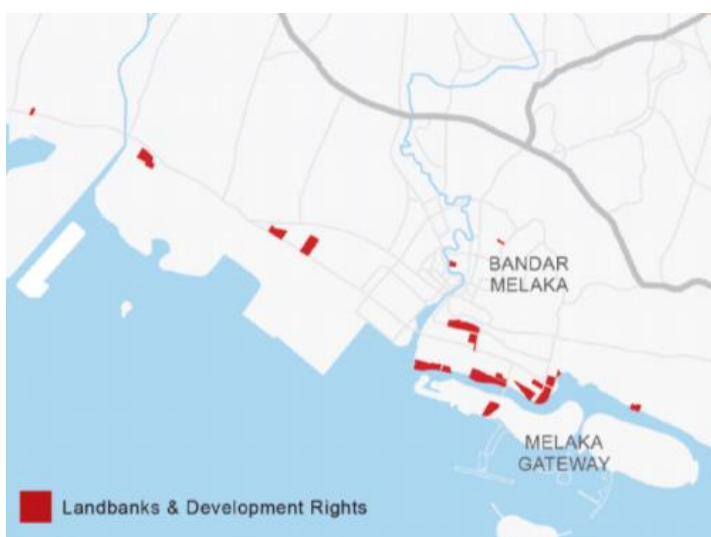 BANDAR
MELAKA
MELAKA
GATEWAY
Landbanks & Development Rights